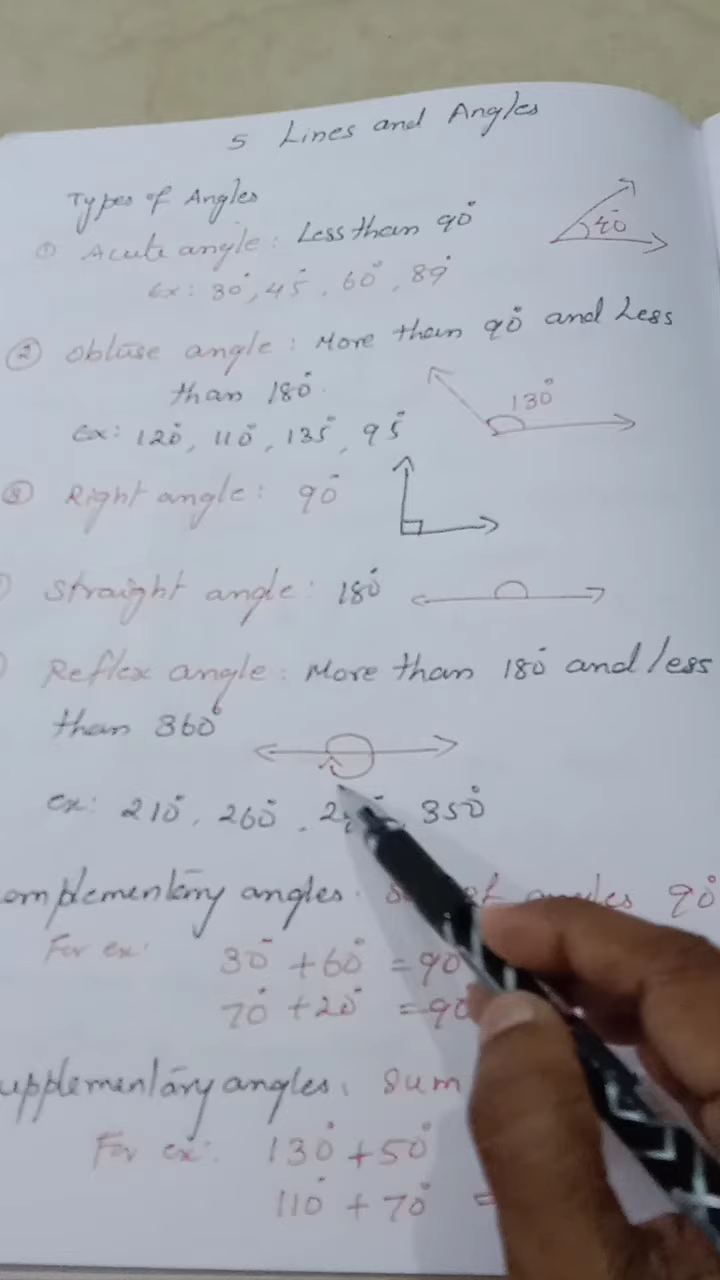 5 Lines and Angles
Types of Angles
① Acute angle: Less than 90°
40°
Ex: 30°, 45°, 60°, 89°
② Obtuse angle: More than 90° and Less
than 180°
130°
Ex: 120°, 110°, 135°, 95°
③ Right angle: 90°
Straight angle: 180°
Reflex angle: More than 180° and less
than 360°
ex: 210°, 260°, 350°
omplementary angles. 90°
For ex: 30° + 60° = 90
70° + 20° = 90
upplementary angles. Sum
For ex: 130° + 50°
110° + 70° =